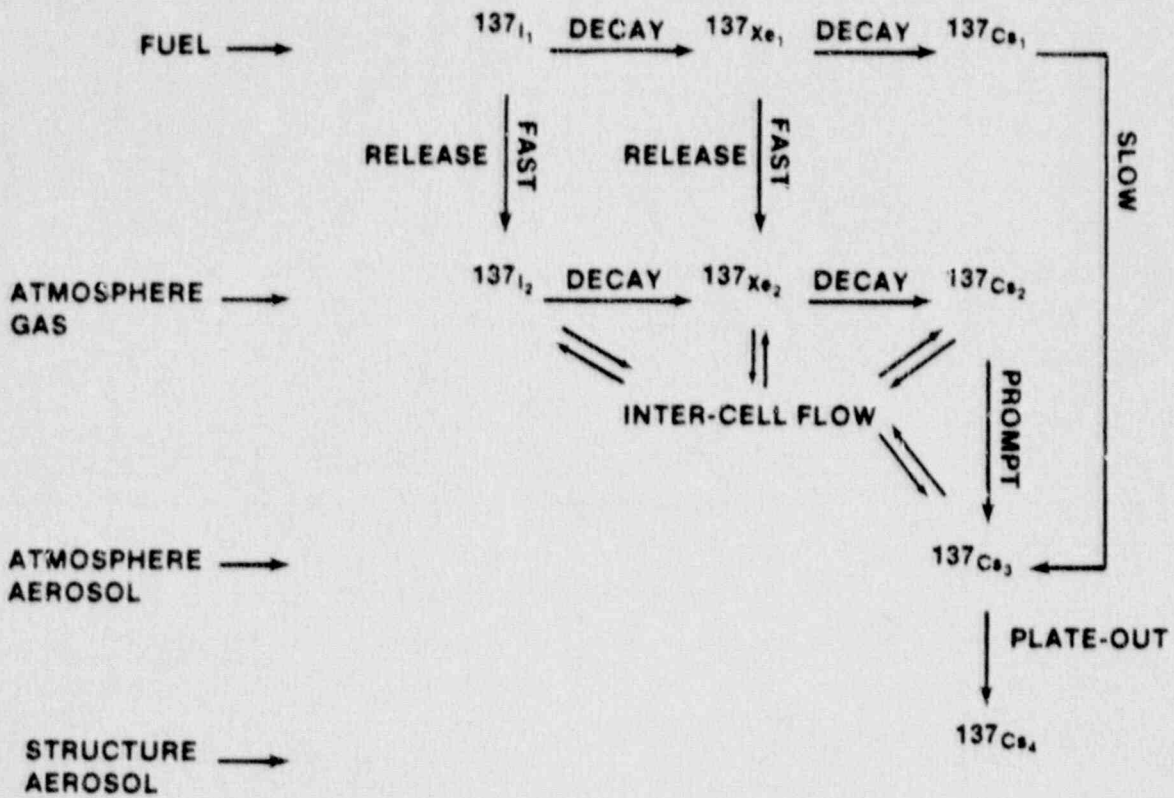 FUEL
137I1 DECAY 137Xe1 DECAY 137Cs1
RELEASE FAST RELEASE FAST
SLOW
ATMOSPHERE
GAS
137I2 DECAY 137Xe2 DECAY 137Cs2
INTER-CELL FLOW
PROMPT
ATMOSPHERE
AEROSOL
137Cs3
PLATE-OUT
STRUCTURE
AEROSOL
137Cs4